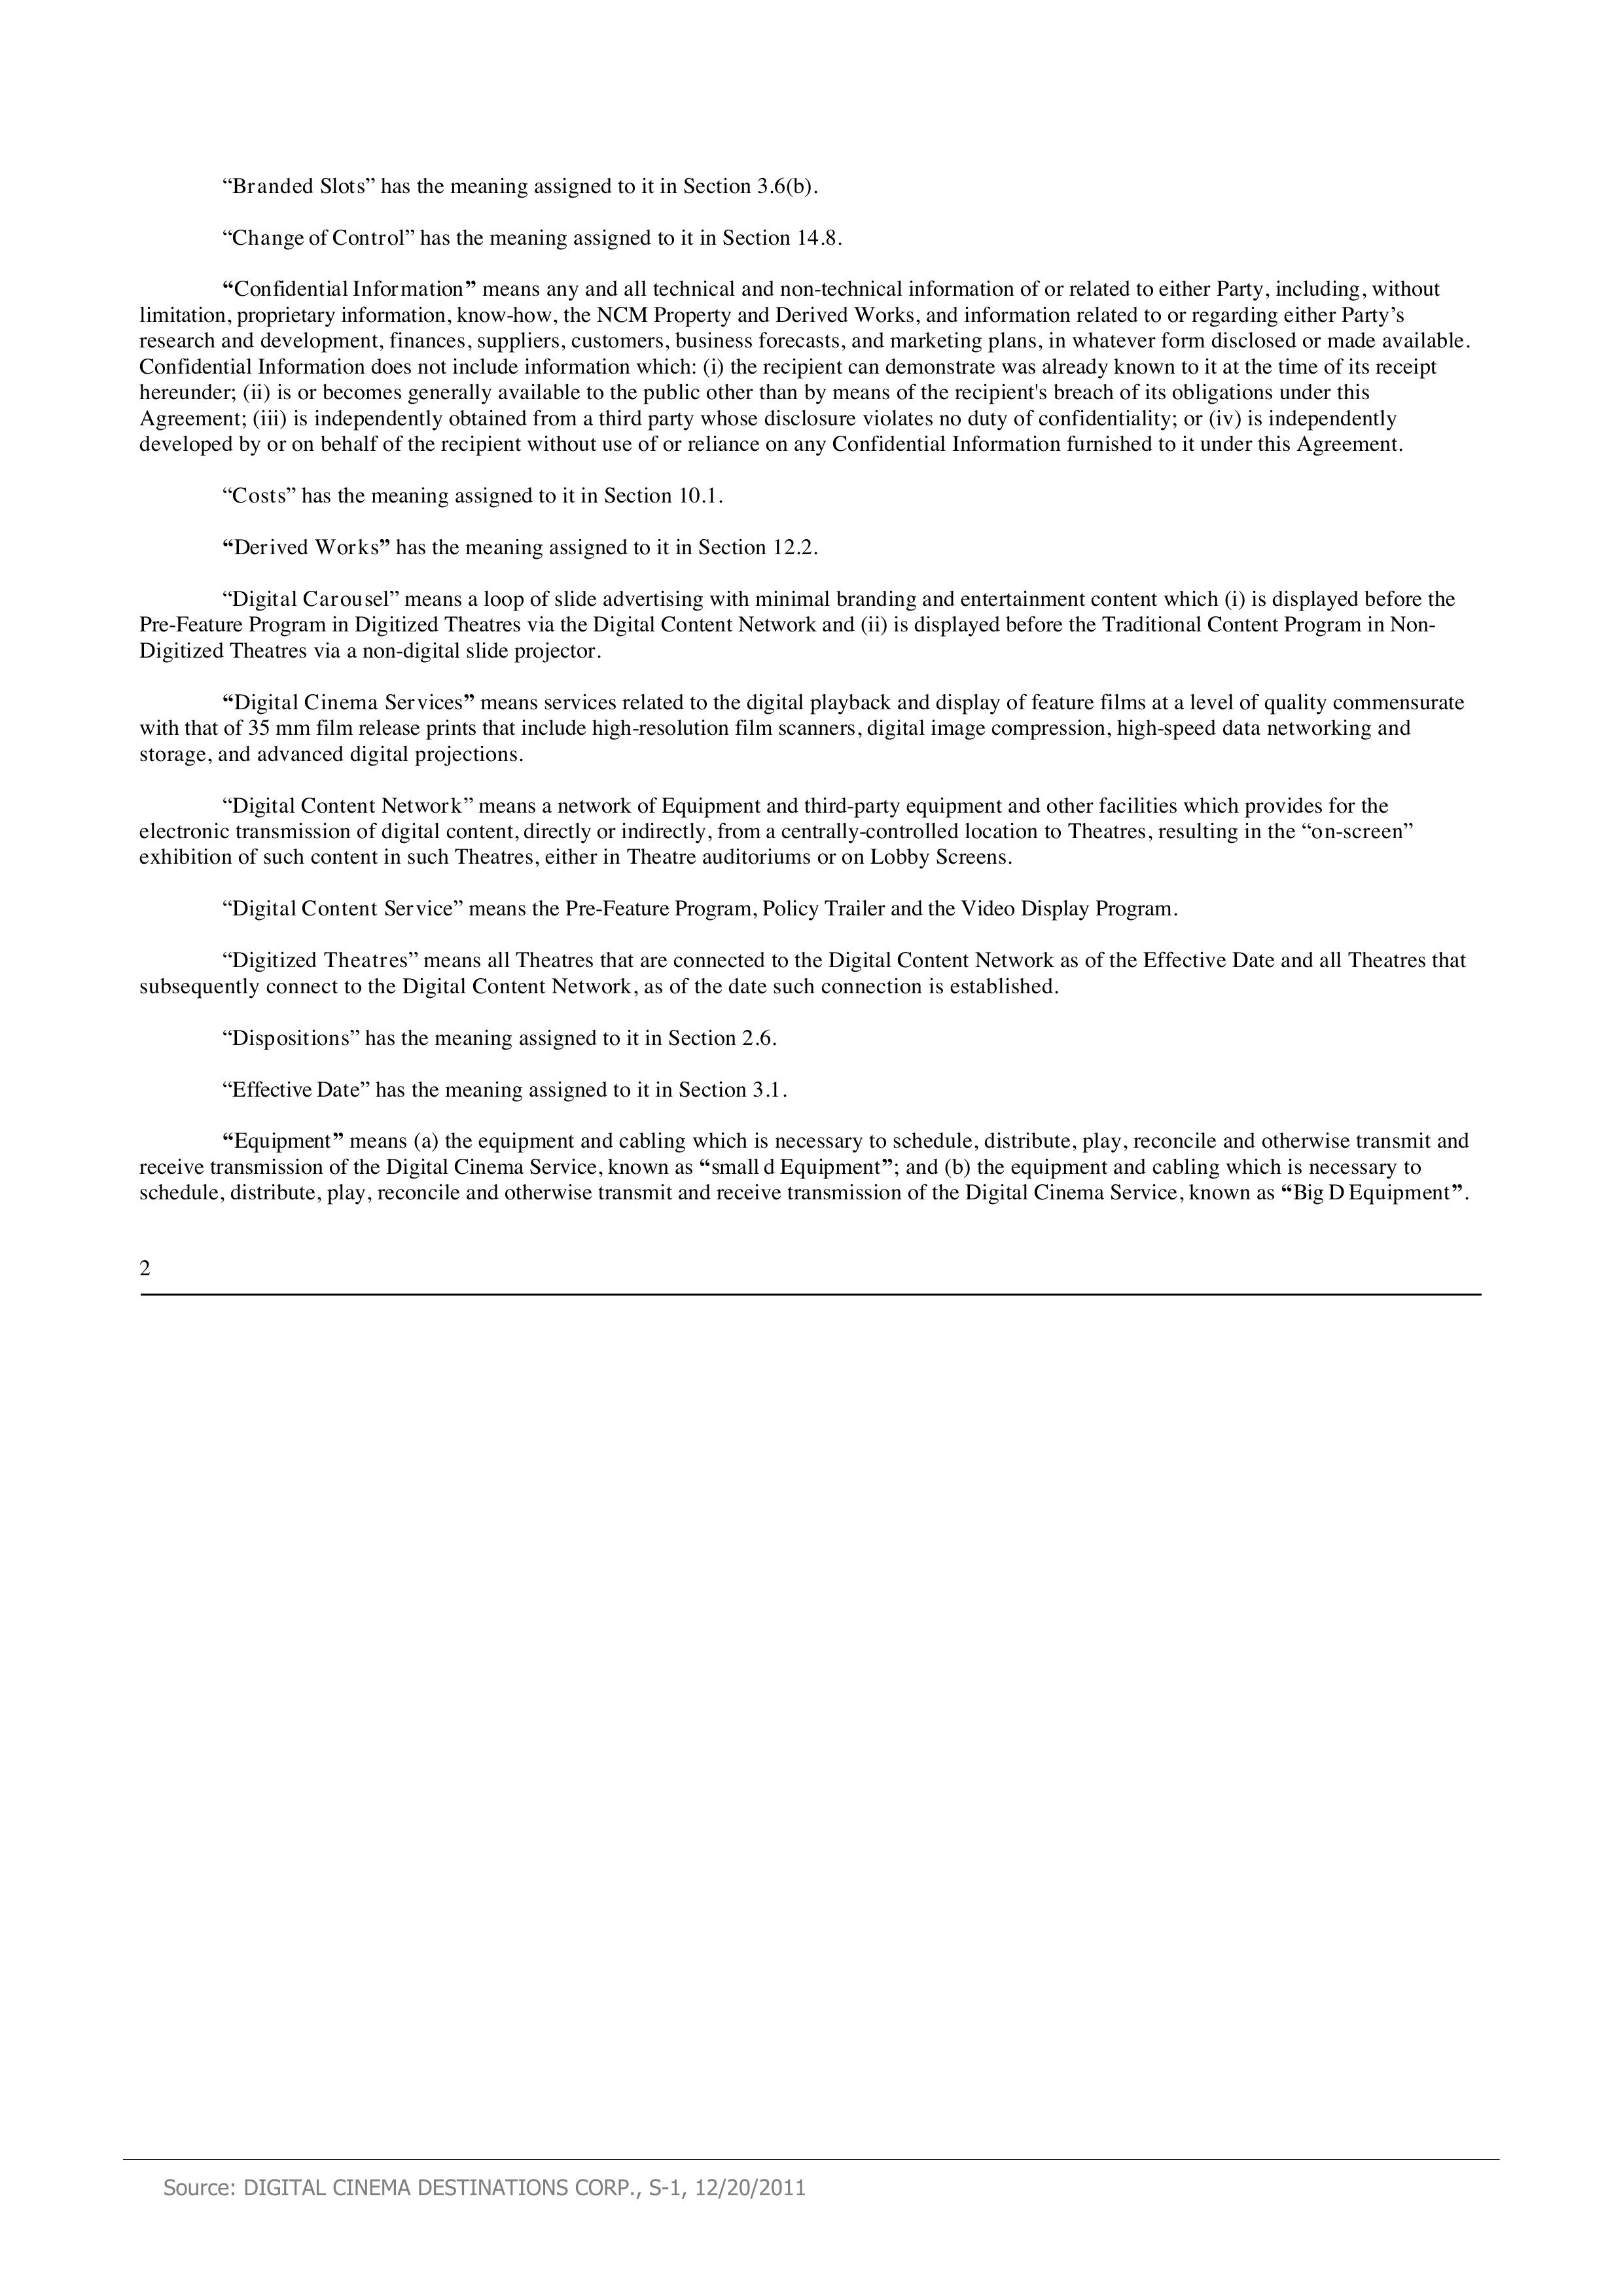 “Branded Slots” has the meaning assigned to it in Section 3.6(b).
“Change of Control” has the meaning assigned to it in Section 14.8.
“Confidential Information” means any and all technical and non-technical information of or related to either Party, including, without
limitation, proprietary information, know-how, the NCM Property and Derived Works, and information related to or regarding either Party’s
research and development, finances, suppliers, customers, business forecasts, and marketing plans, in whatever form disclosed or made available.
Confidential Information does not include information which: (i) the recipient can demonstrate was already known to it at the time of its receipt
hereunder; (ii) is or becomes generally available to the public other than by means of the recipient's breach of its obligations under this
Agreement; (iii) is independently obtained from a third party whose disclosure violates no duty of confidentiality; or (iv) is independently
developed by or on behalf of the recipient without use of or reliance on any Confidential Information furnished to it under this Agreement.
“Costs” has the meaning assigned to it in Section 10.1.
“Derived Works” has the meaning assigned to it in Section 12.2.
“Digital Carousel” means a loop of slide advertising with minimal branding and entertainment content which (i) is displayed before the
Pre-Feature Program in Digitized Theatres via the Digital Content Network and (ii) is displayed before the Traditional Content Program in Non-
Digitized Theatres via a non-digital slide projector.
“Digital Cinema Services” means services related to the digital playback and display of feature films at a level of quality commensurate
with that of 35 mm film release prints that include high-resolution film scanners, digital image compression, high-speed data networking and
storage, and advanced digital projections.
“Digital Content Network” means a network of Equipment and third-party equipment and other facilities which provides for the
electronic transmission of digital content, directly or indirectly, from a centrally-controlled location to Theatres, resulting in the “on-screen”
exhibition of such content in such Theatres, either in Theatre auditoriums or on Lobby Screens.
“Digital Content Service” means the Pre-Feature Program, Policy Trailer and the Video Display Program.
“Digitized Theatres” means all Theatres that are connected to the Digital Content Network as of the Effective Date and all Theatres that
subsequently connect to the Digital Content Network, as of the date such connection is established.
“Dispositions” has the meaning assigned to it in Section 2.6.
“Effective Date” has the meaning assigned to it in Section 3.1.
“Equipment” means (a) the equipment and cabling which is necessary to schedule, distribute, play, reconcile and otherwise transmit and
receive transmission of the Digital Cinema Service, known as “small d Equipment”; and (b) the equipment and cabling which is necessary to
schedule, distribute, play, reconcile and otherwise transmit and receive transmission of the Digital Cinema Service, known as “Big D Equipment”.
2
Source: DIGITAL CINEMA DESTINATIONS CORP., S-1, 12/20/2011